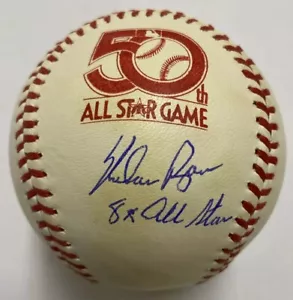 50th
ALL STAR GAME
Nolan Ryan
8x All Star